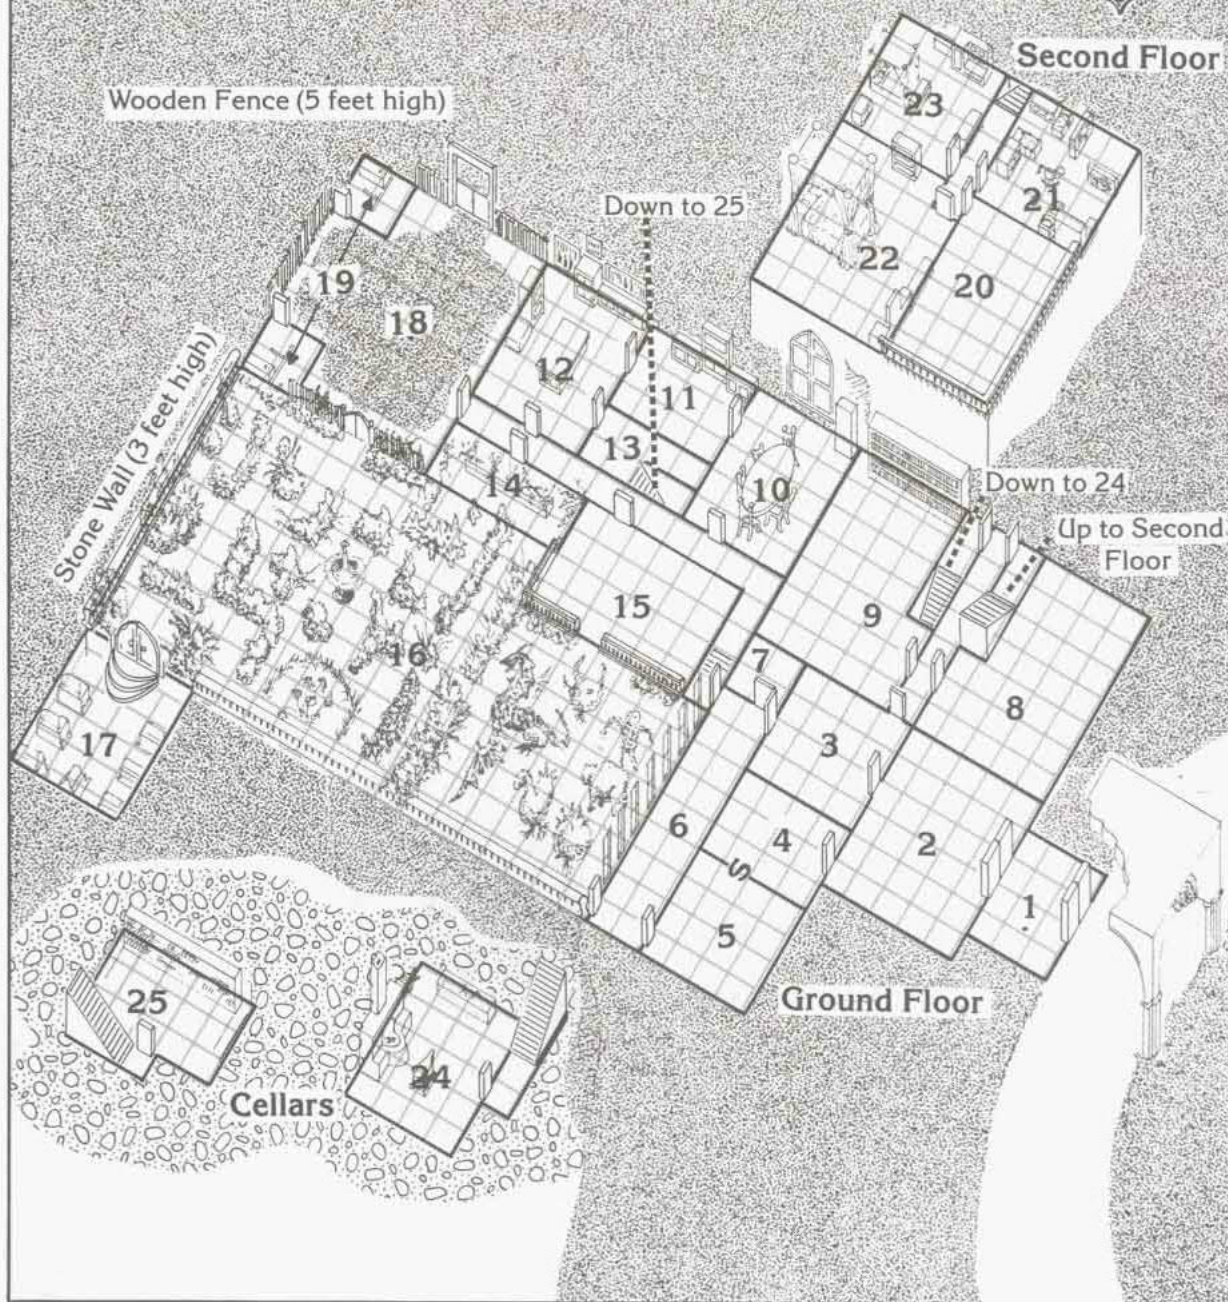 Second Floor
Wooden Fence (5 feet high)
23
21
22
20
Down to 25
19
18
Stone Wall (3 feet high)
12
11
13
14
10
Down to 24
Up to Second
Floor
15
9
7
16
8
17
3
6
4
2
S
5
1
Ground Floor
25
24
Cellars